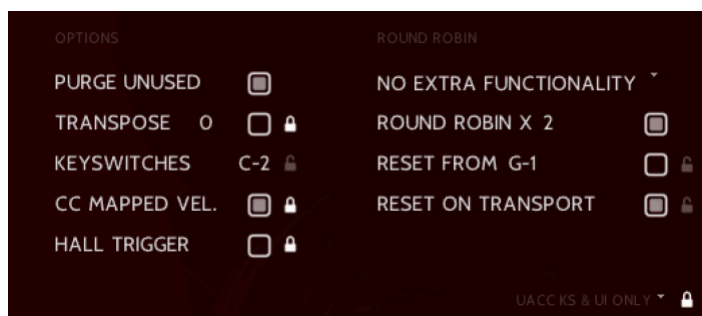 OPTIONS
PURGE UNUSED
TRANSPOSE 0
KEYSWITCHES C-2
CC MAPPED VEL.
HALL TRIGGER
ROUND ROBIN
NO EXTRA FUNCTIONALITY
ROUND ROBIN X 2
RESET FROM G-1
RESET ON TRANSPORT
UACC KS & UI ONLY